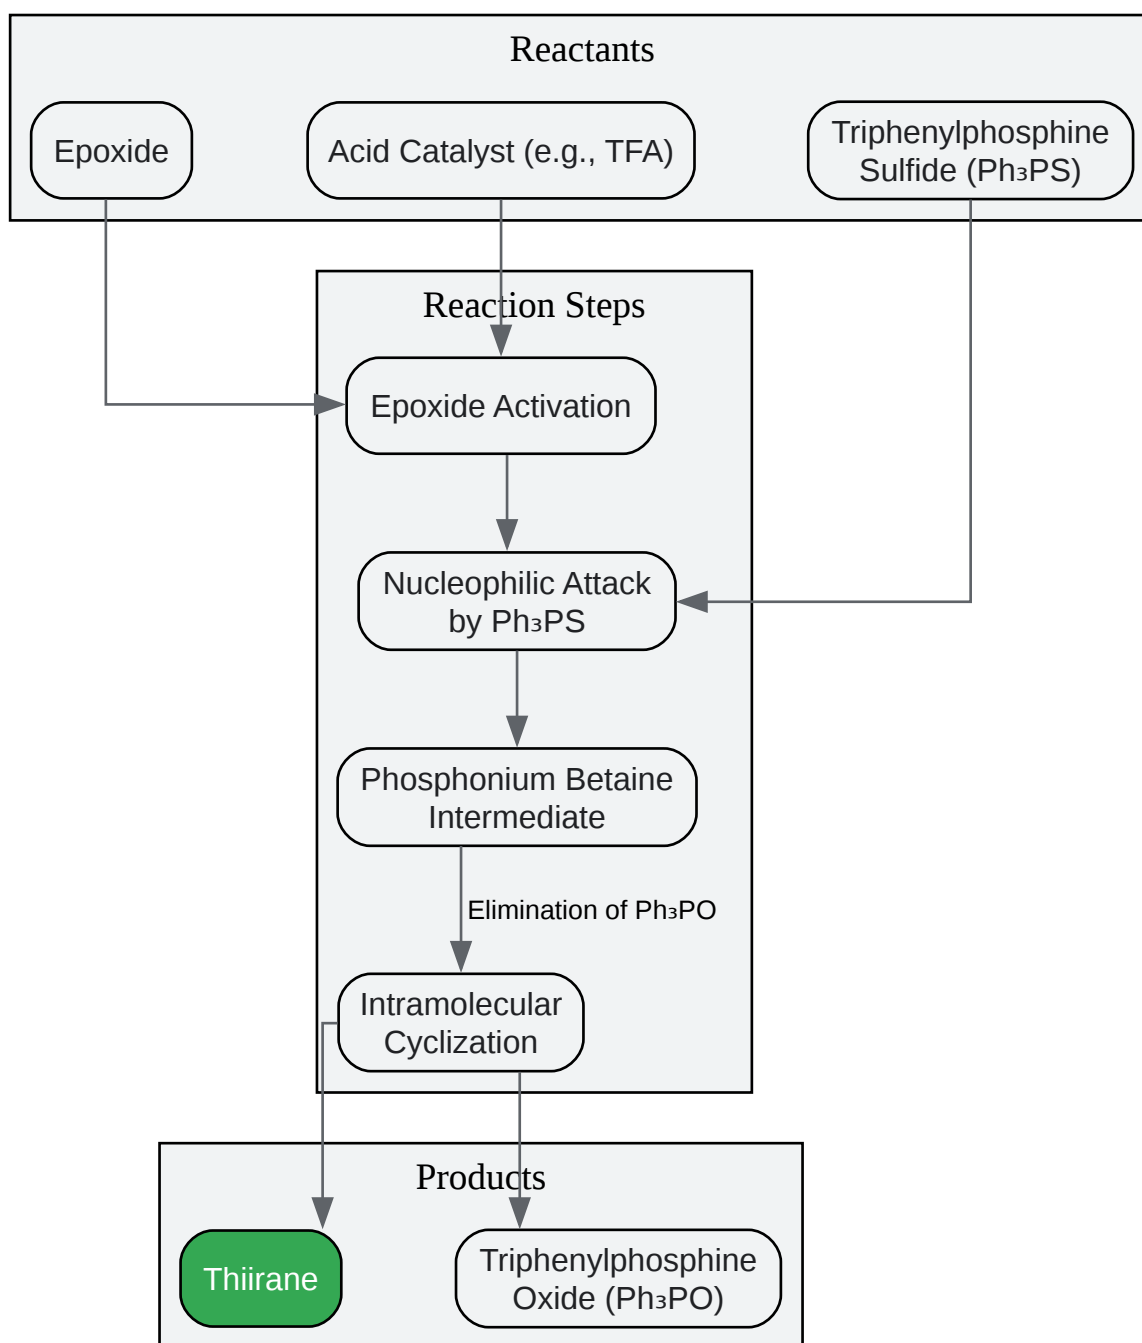 Reactants
Epoxide
Acid Catalyst (e.g., TFA)
Triphenylphosphine
Sulfide (Ph₃PS)
Reaction Steps
Epoxide Activation
Nucleophilic Attack
by Ph₃PS
Phosphonium Betaine
Intermediate
Elimination of Ph₃PO
Intramolecular
Cyclization
Products
Thiirane
Triphenylphosphine
Oxide (Ph₃PO)